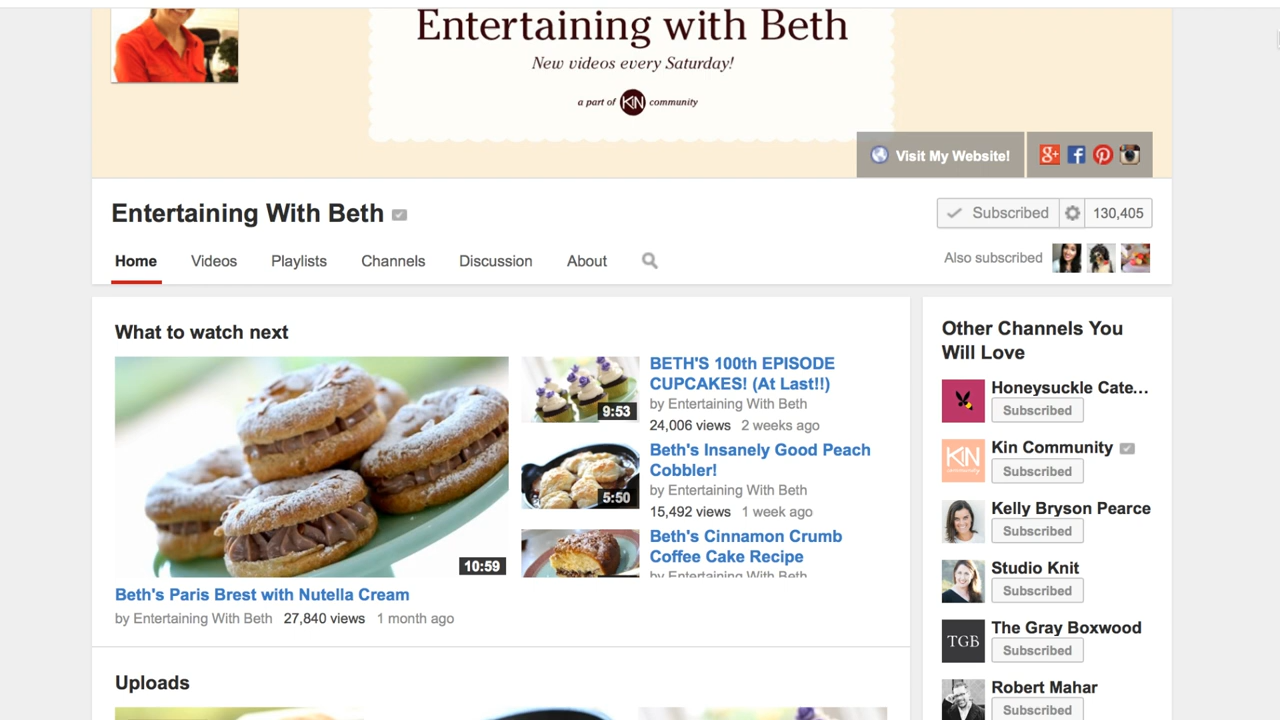 Entertaining with Beth
New videos every Saturday!
a part of KIN community
Visit My Website!
Entertaining With Beth
Subscribed 130,405
Home Videos Playlists Channels Discussion About
Also subscribed
What to watch next
10:59
Beth's Paris Brest with Nutella Cream
by Entertaining With Beth 27,840 views 1 month ago
9:53
BETH'S 100th EPISODE
CUPCAKES! (At Last!!)
by Entertaining With Beth
24,006 views 2 weeks ago
5:50
Beth's Insanely Good Peach
Cobbler!
by Entertaining With Beth
15,492 views 1 week ago
Beth's Cinnamon Crumb
Coffee Cake Recipe
by Entertaining With Beth
Uploads
Other Channels You
Will Love
Honeysuckle Cate...
Subscribed
KIN
community
Kin Community
Subscribed
Kelly Bryson Pearce
Subscribed
Studio Knit
Subscribed
TGB
The Gray Boxwood
Subscribed
Robert Mahar
Subscribed